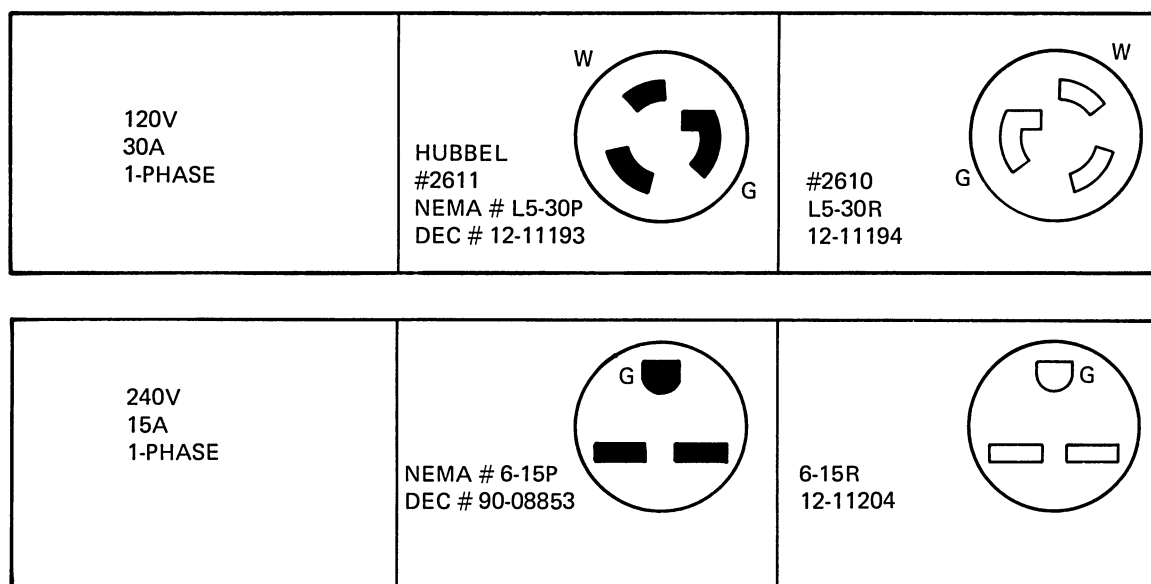 120V
30A
1-PHASE
HUBBEL
#2611
NEMA # L5-30P
DEC # 12-11193
W
G
#2610
L5-30R
12-11194
W
G
240V
15A
1-PHASE
NEMA # 6-15P
DEC # 90-08853
G
6-15R
12-11204
G